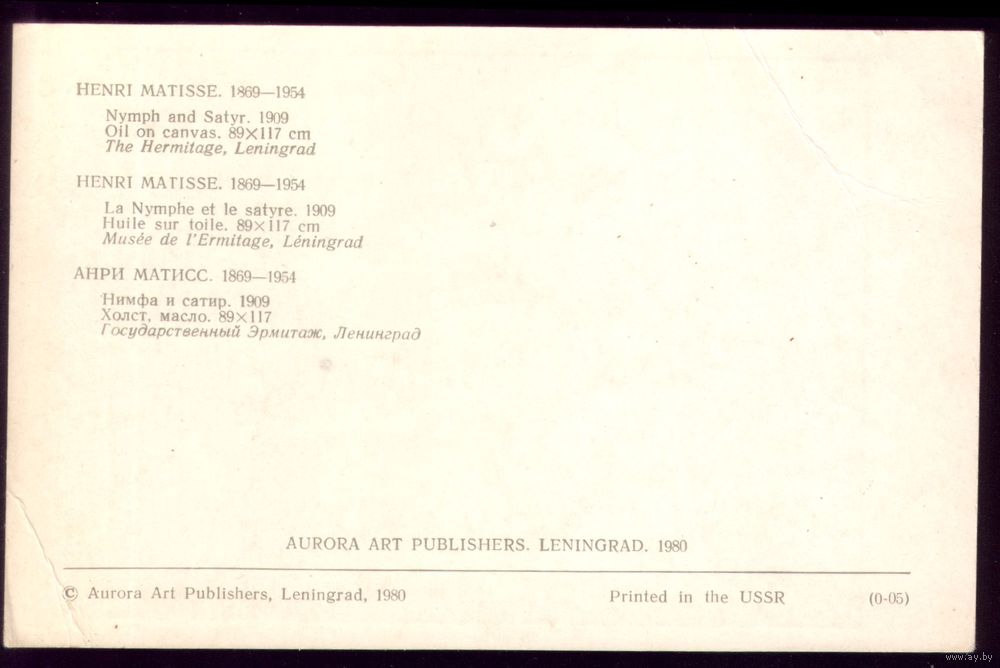 HENRI MATISSE. 1869—1954
Nymph and Satyr. 1909
Oil on canvas. 89×117 cm
The Hermitage, Leningrad
HENRI MATISSE. 1869—1954
La Nymphe et le satyre. 1909
Huile sur toile. 89×117 cm
Musée de l'Ermitage, Léningrad
АНРИ МАТИСС. 1869—1954
Нимфа и сатир. 1909
Холст, масло. 89×117
Государственный Эрмитаж, Ленинград
AURORA ART PUBLISHERS. LENINGRAD. 1980
© Aurora Art Publishers, Leningrad, 1980 Printed in the USSR (0-05)
www.ay.by